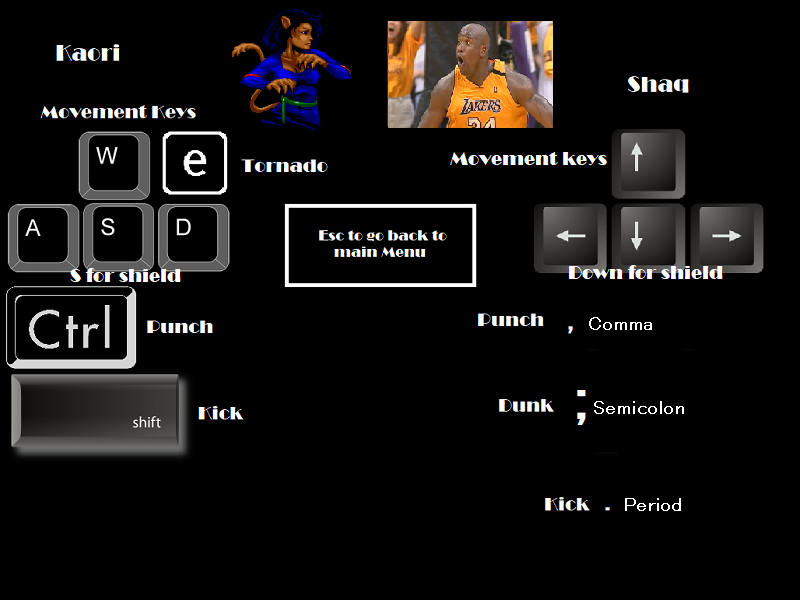 Kaori
Shaq
LAKERS
34
Movement Keys
W
e
Tornado
Movement keys
↑
A
S
D
Esc to go back to
main Menu
←
↓
→
S for shield
Down for shield
Ctrl
Punch
Punch , Comma
shift
Kick
Dunk ; Semicolon
Kick . Period